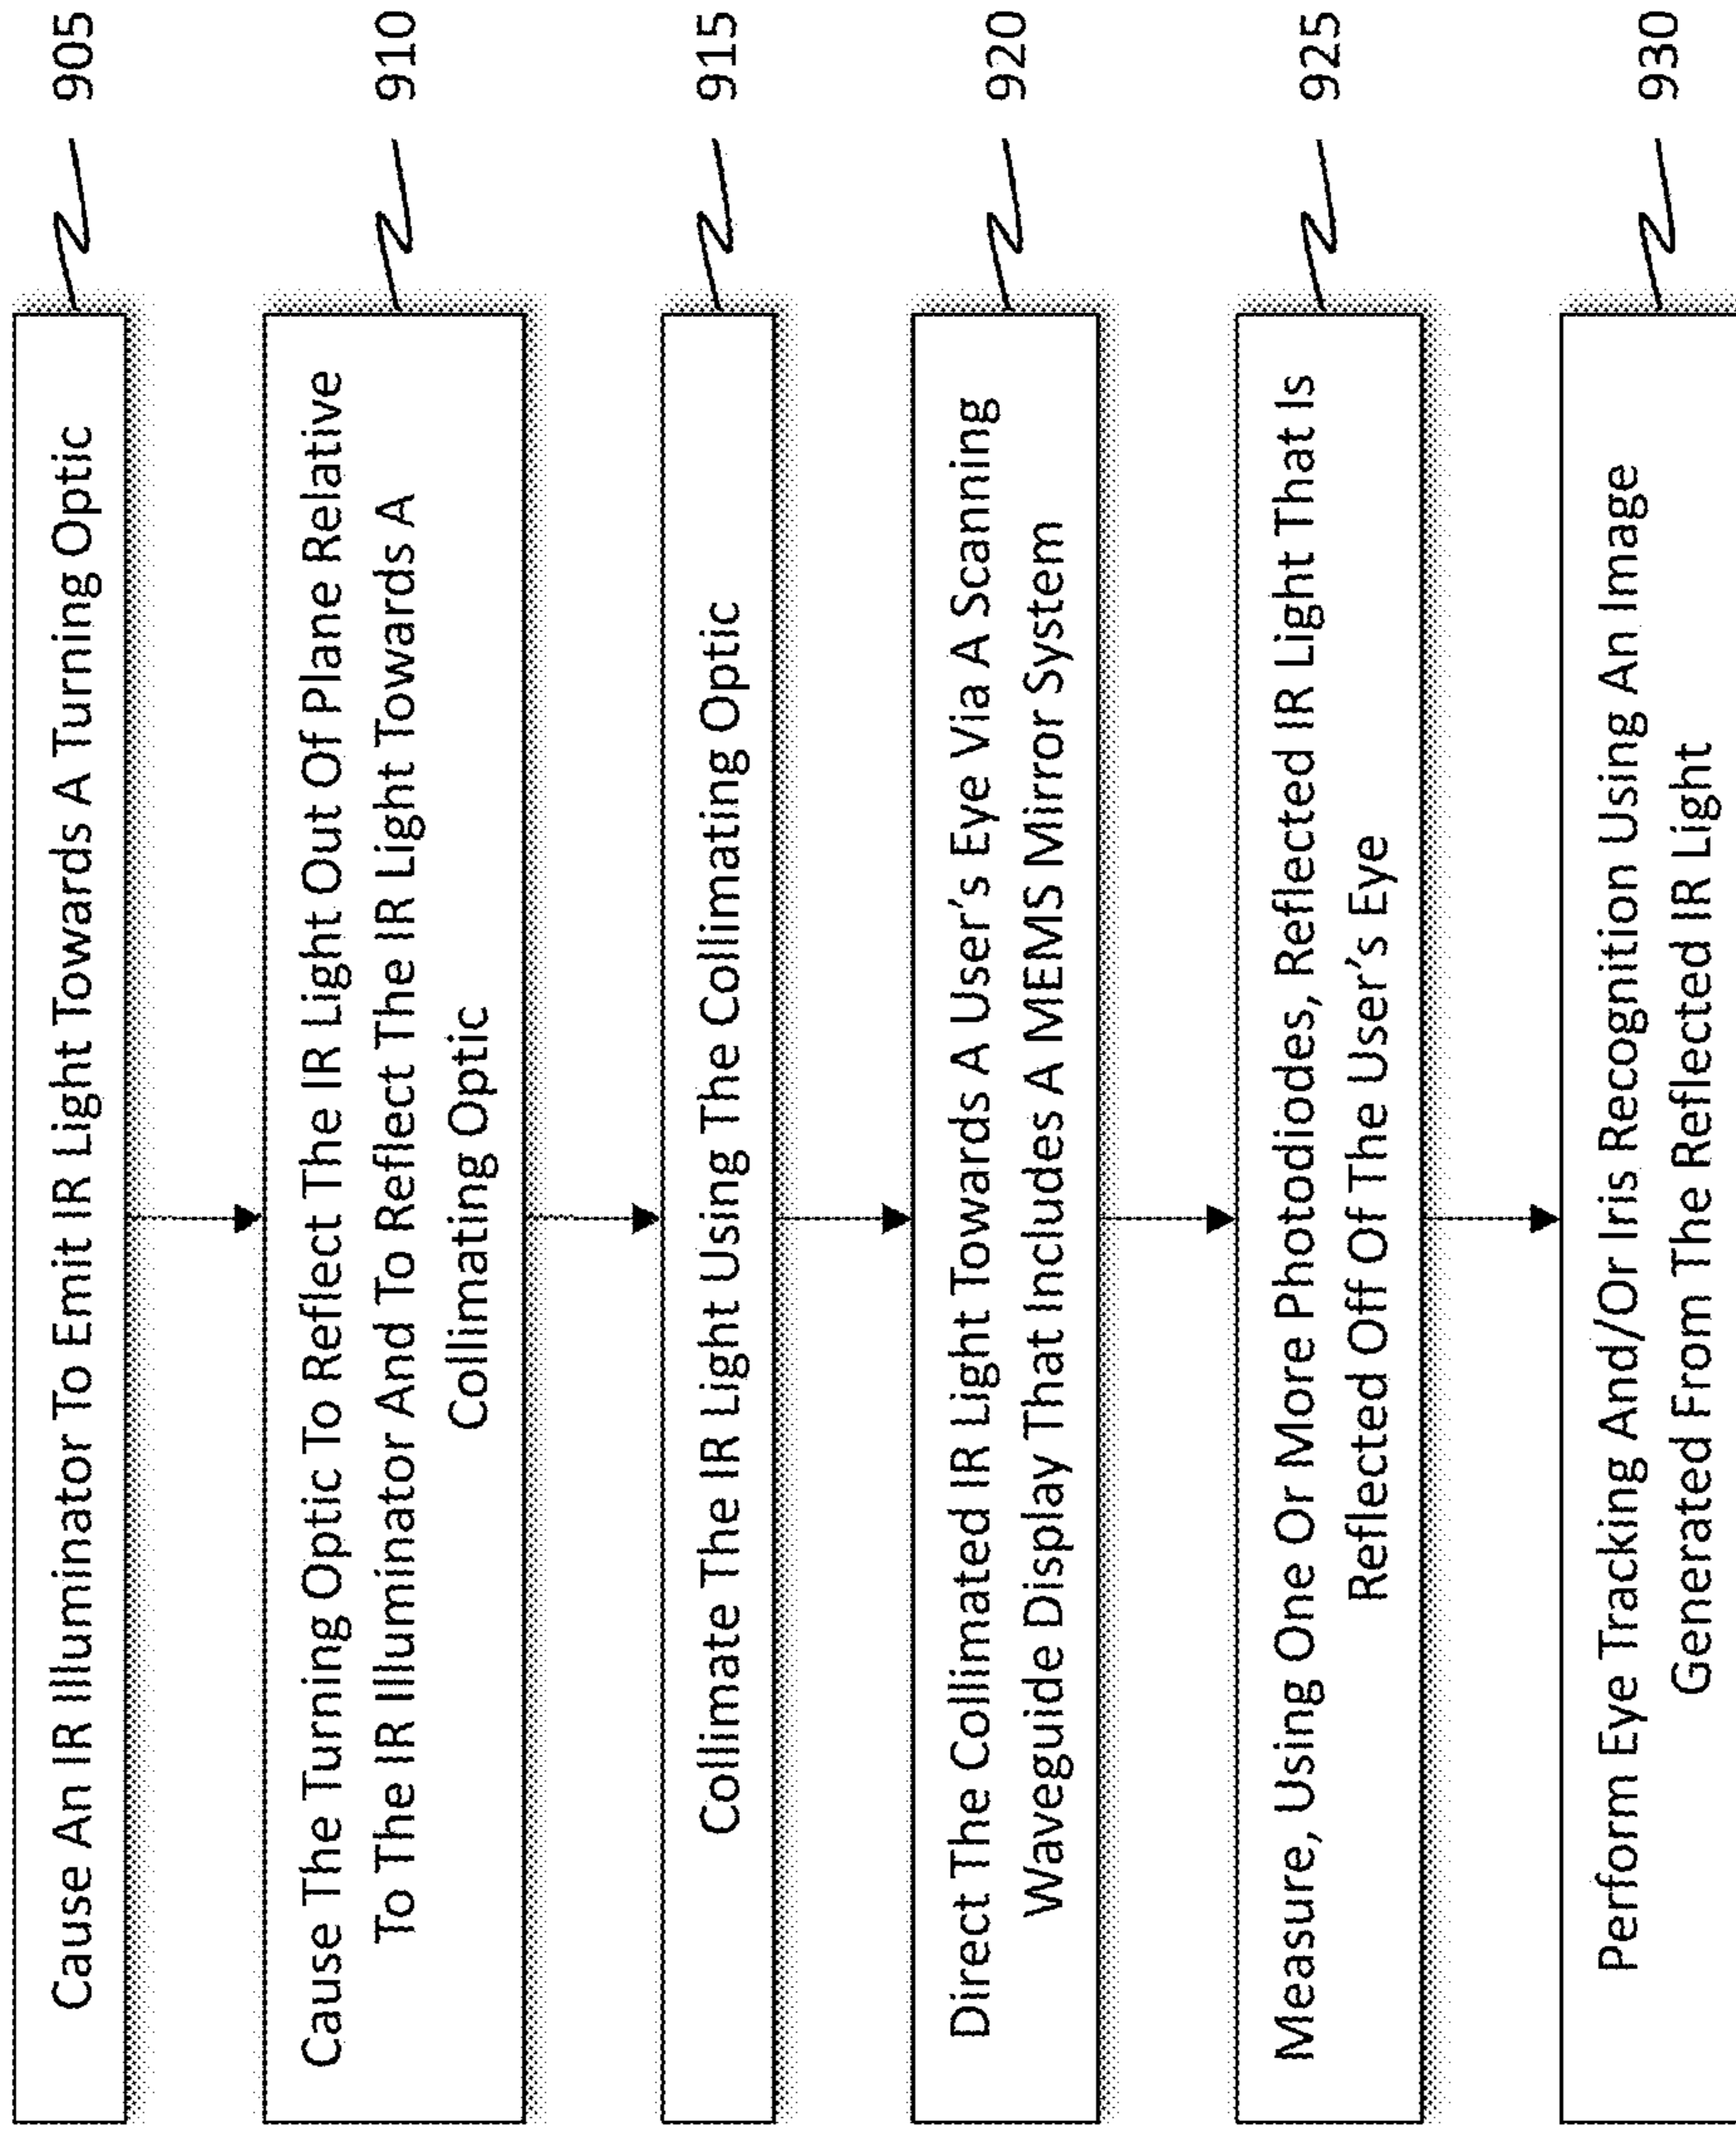 Cause An IR Illuminator To Emit IR Light Towards A Turning Optic
905
Cause The Turning Optic To Reflect The IR Light Out Of Plane Relative
To The IR Illuminator And To Reflect The IR Light Towards A
Collimating Optic
910
Collimate The IR Light Using The Collimating Optic
915
Direct The Collimated IR Light Towards A User's Eye Via A Scanning
Waveguide Display That Includes A MEMS Mirror System
920
Measure, Using One Or More Photodiodes, Reflected IR Light That Is
Reflected Off Of The User's Eye
925
Perform Eye Tracking And/Or Iris Recognition Using An Image
Generated From The Reflected IR Light
930